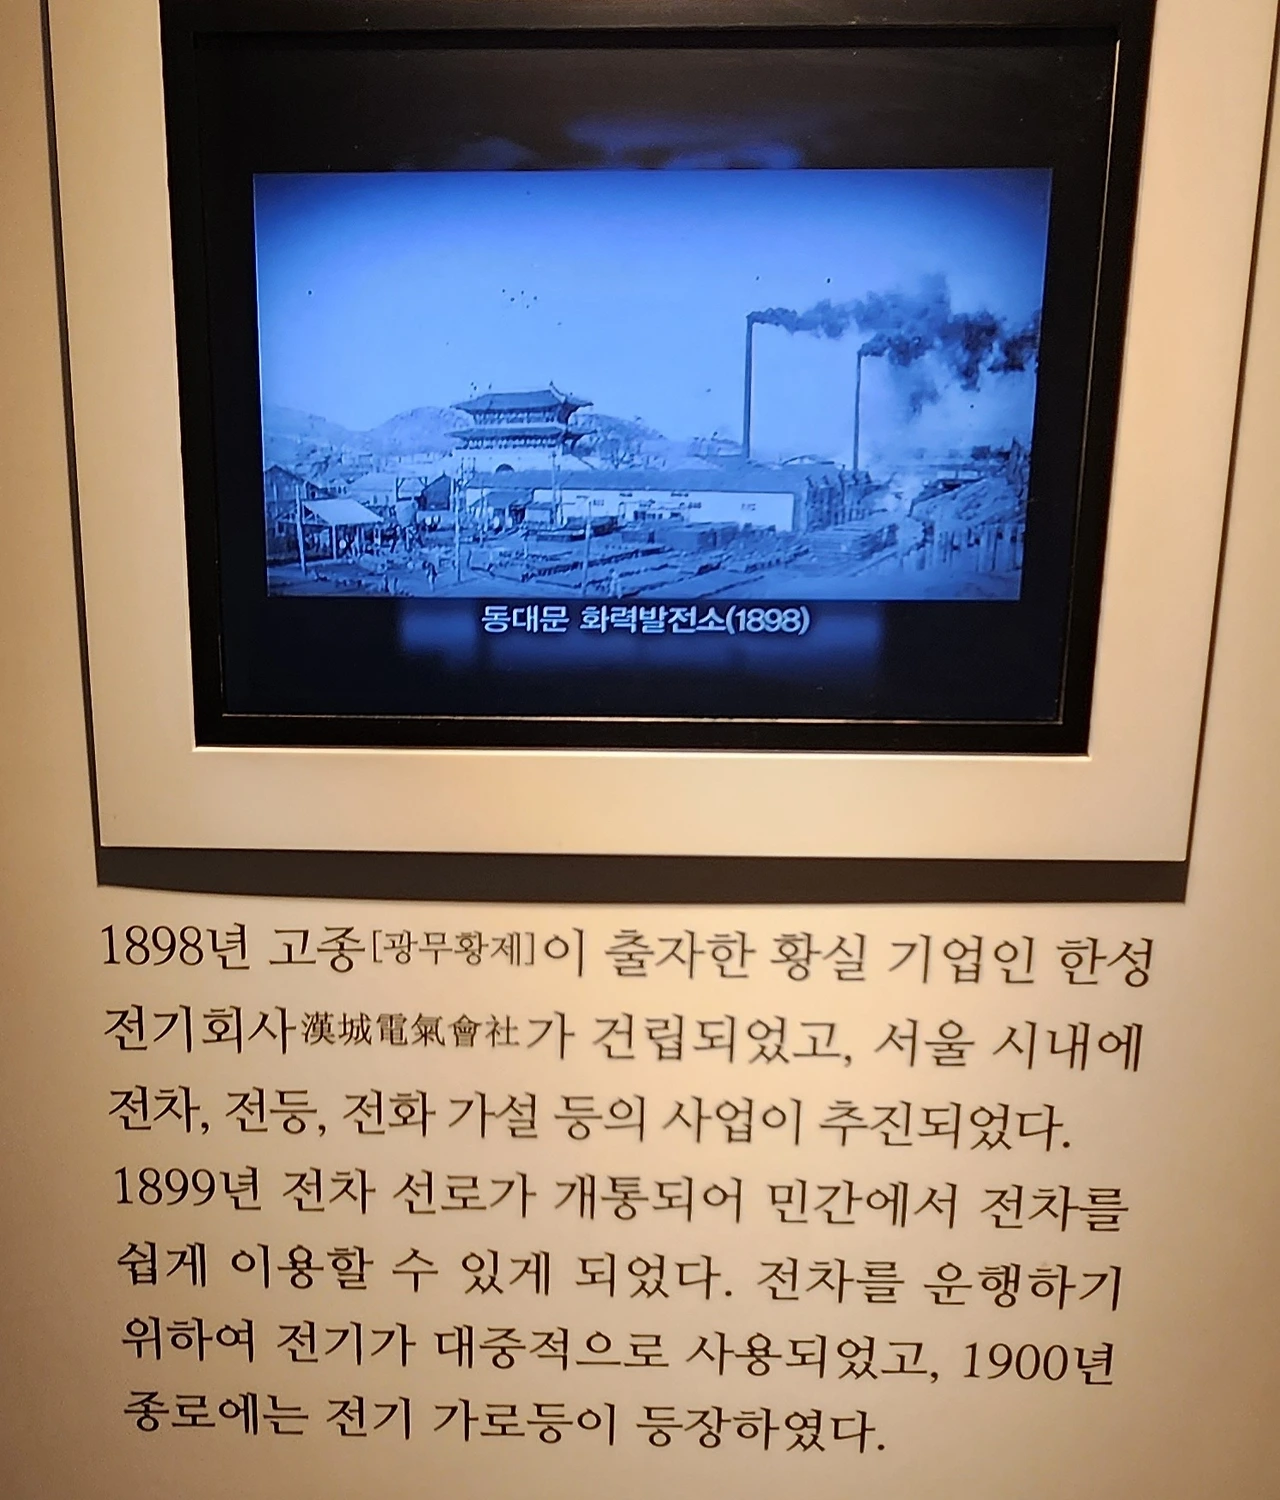 동대문 화력발전소(1898)
1898년 고종[광무황제]이 출자한 황실 기업인 한성
전기회사漢城電氣會社가 건립되었고, 서울 시내에
전차, 전등, 전화 가설 등의 사업이 추진되었다.
1899년 전차 선로가 개통되어 민간에서 전차를
쉽게 이용할 수 있게 되었다. 전차를 운행하기
위하여 전기가 대중적으로 사용되었고, 1900년
종로에는 전기 가로등이 등장하였다.